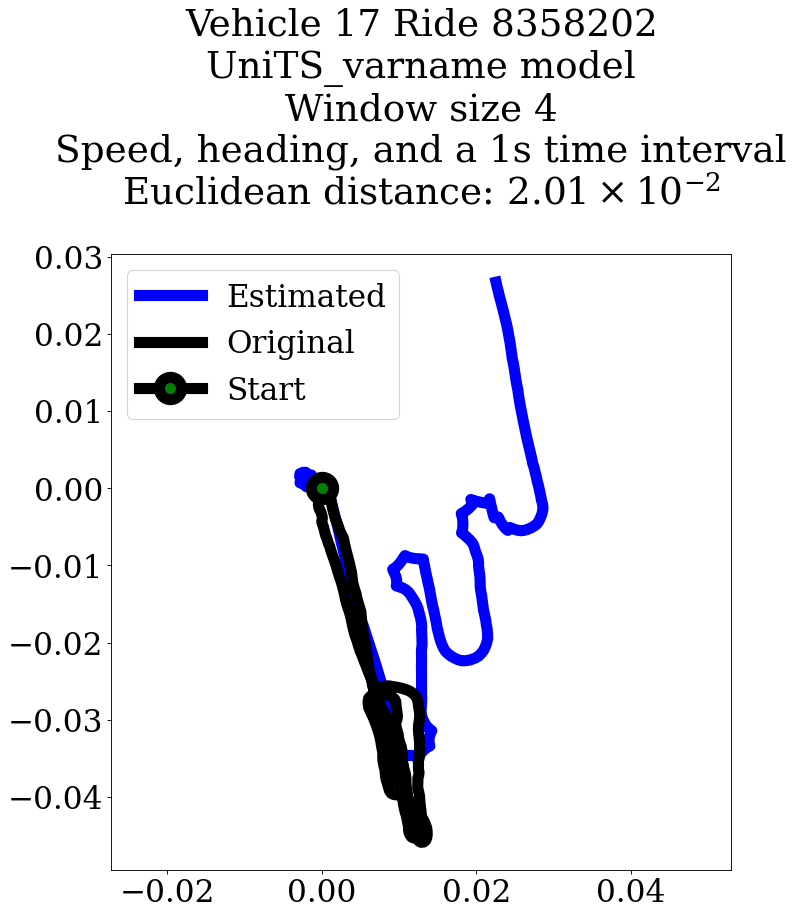 Vehicle 17 Ride 8358202
UniTS_varname model
Window size 4
Speed, heading, and a 1s time interval
Euclidean distance: 2.01 × 10⁻²
0.03
Estimated
0.02
Original
Start
0.01
0.00
−0.01
−0.02
−0.03
−0.04
−0.02 0.00 0.02 0.04